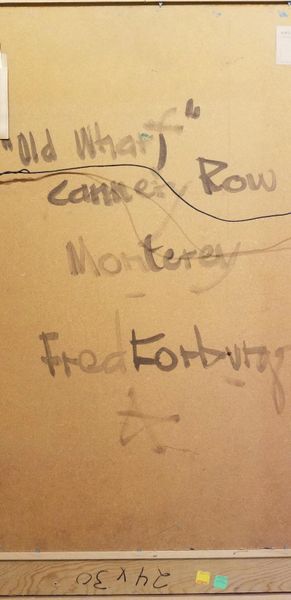 "Old Wharf"
Cannery Row
Monterey
Fred Korburg
24 x 30